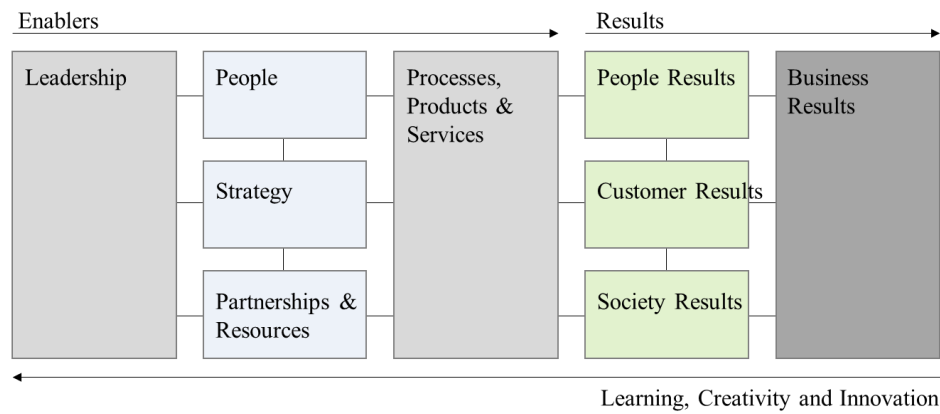 Enablers
Results
Leadership
People
Processes,
Products &
Services
People Results
Business
Results
Strategy
Customer Results
Partnerships &
Resources
Society Results
Learning, Creativity and Innovation